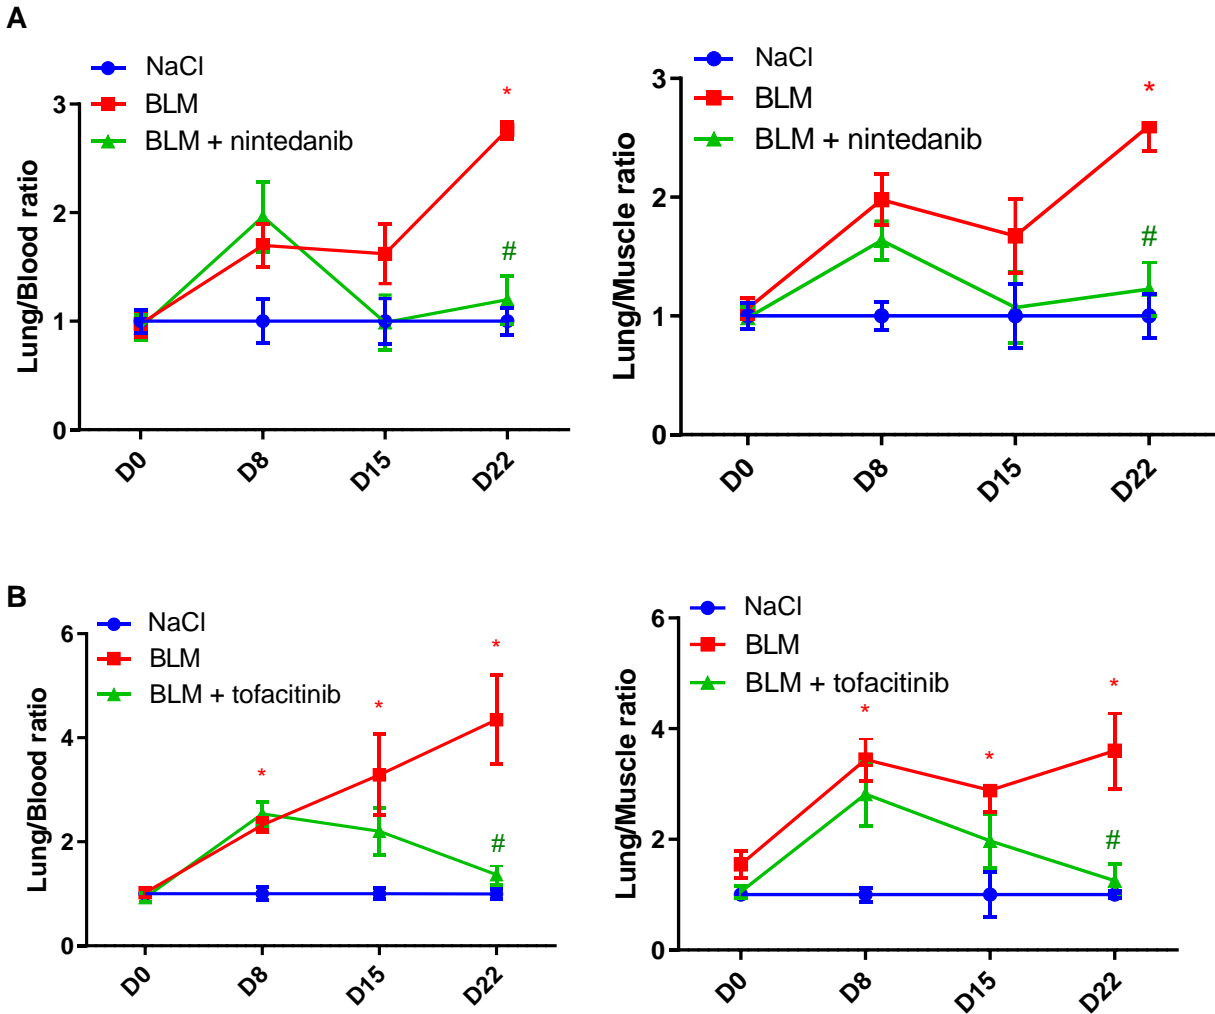 A
NaCl
BLM
BLM + nintedanib
*
#
Lung/Blood ratio
3
2
1
0
D0
D8
D15
D22
NaCl
BLM
BLM + nintedanib
*
#
Lung/Muscle ratio
3
2
1
0
D0
D8
D15
D22
B
NaCl
BLM
BLM + tofacitinib
*
*
*
#
Lung/Blood ratio
6
4
2
0
D0
D8
D15
D22
NaCl
BLM
BLM + tofacitinib
*
*
*
#
Lung/Muscle ratio
6
4
2
0
D0
D8
D15
D22